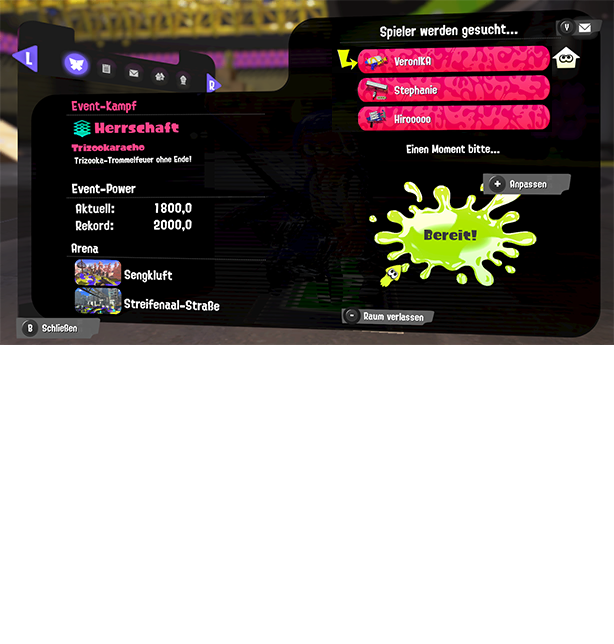 L
R
Event-Kampf
Herrschaft
Trizookaracho
Trizooka-Trommelfeuer ohne Ende!
Event-Power
Aktuell: 1800,0
Rekord: 2000,0
Arena
Sengkluft
Streifenaal-Straße
B Schließen
Spieler werden gesucht...
Y
VeronIKA
Stephanie
Hirooooo
Einen Moment bitte...
+ Anpassen
Bereit!
- Raum verlassen